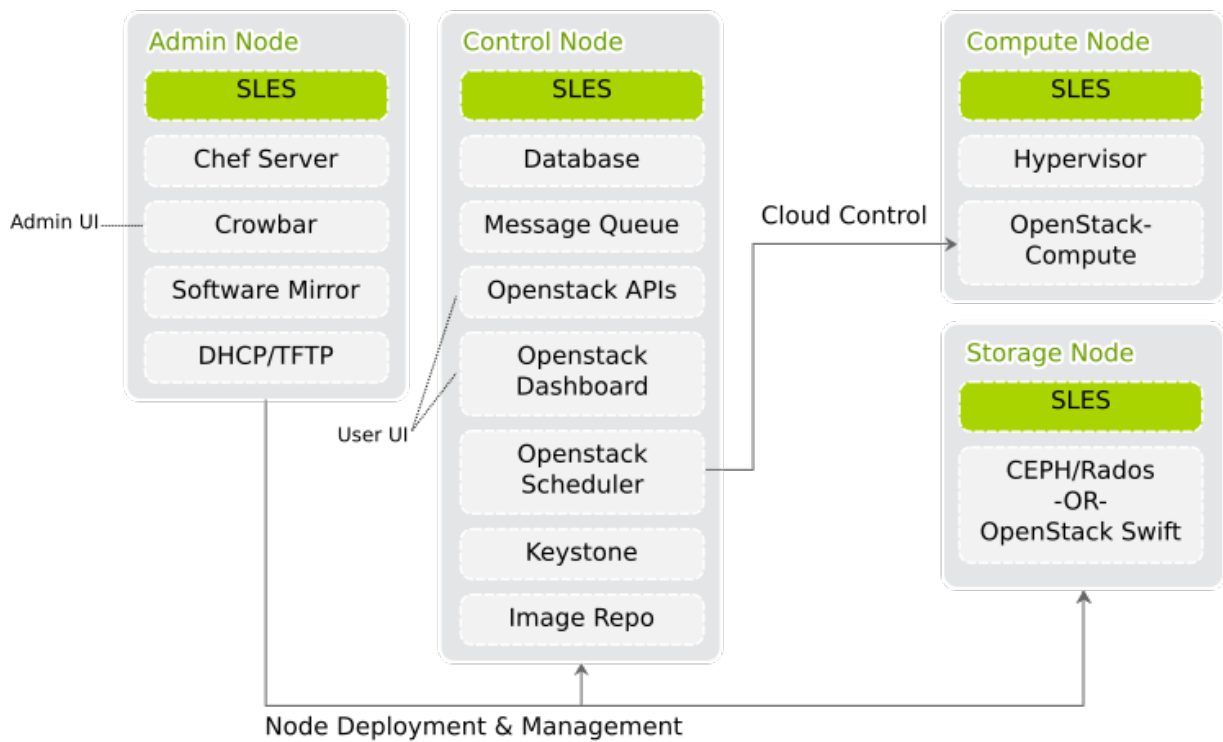 Admin Node
SLES
Chef Server
Admin UI
Crowbar
Software Mirror
DHCP/TFTP
Control Node
SLES
Database
Message Queue
Openstack APIs
Openstack
Dashboard
User UI
Openstack
Scheduler
Keystone
Image Repo
Cloud Control
Compute Node
SLES
Hypervisor
OpenStack-
Compute
Storage Node
SLES
CEPH/Rados
-OR-
OpenStack Swift
Node Deployment & Management